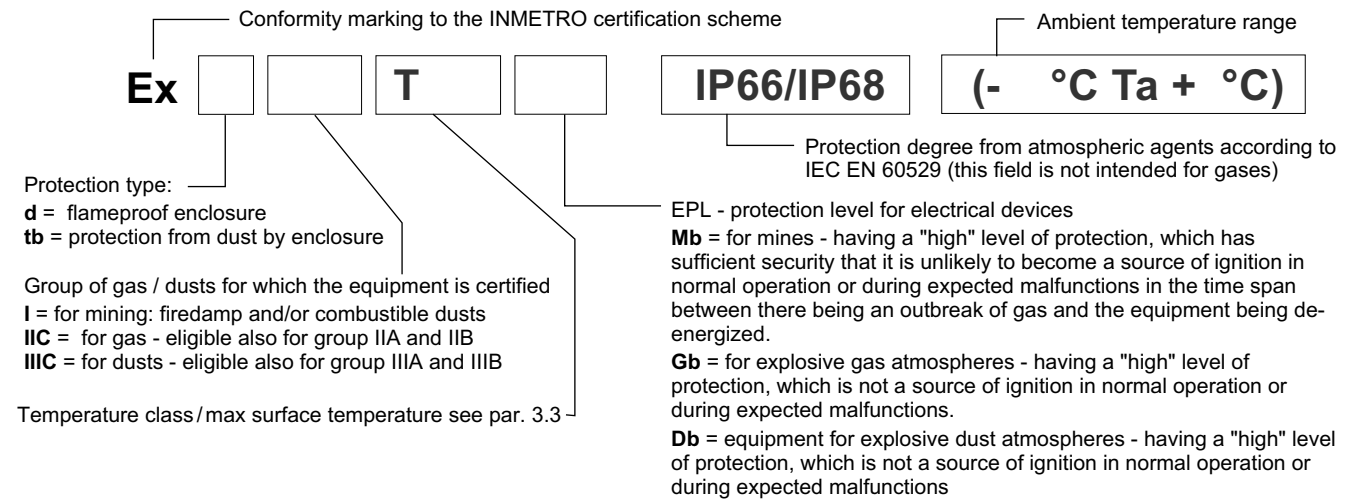 Conformity marking to the INMETRO certification scheme
Ambient temperature range
Ex T IP66/IP68 (- °C Ta + °C)
Protection degree from atmospheric agents according to
IEC EN 60529 (this field is not intended for gases)
Protection type:
d = flameproof enclosure
tb = protection from dust by enclosure
Group of gas / dusts for which the equipment is certified
I = for mining: firedamp and/or combustible dusts
IIC = for gas - eligible also for group IIA and IIB
IIIC = for dusts - eligible also for group IIIA and IIIB
Temperature class/max surface temperature see par. 3.3
EPL - protection level for electrical devices
Mb = for mines - having a "high" level of protection, which has
sufficient security that it is unlikely to become a source of ignition in
normal operation or during expected malfunctions in the time span
between there being an outbreak of gas and the equipment being de-
energized.
Gb = for explosive gas atmospheres - having a "high" level of
protection, which is not a source of ignition in normal operation or
during expected malfunctions.
Db = equipment for explosive dust atmospheres - having a "high" level
of protection, which is not a source of ignition in normal operation or
during expected malfunctions